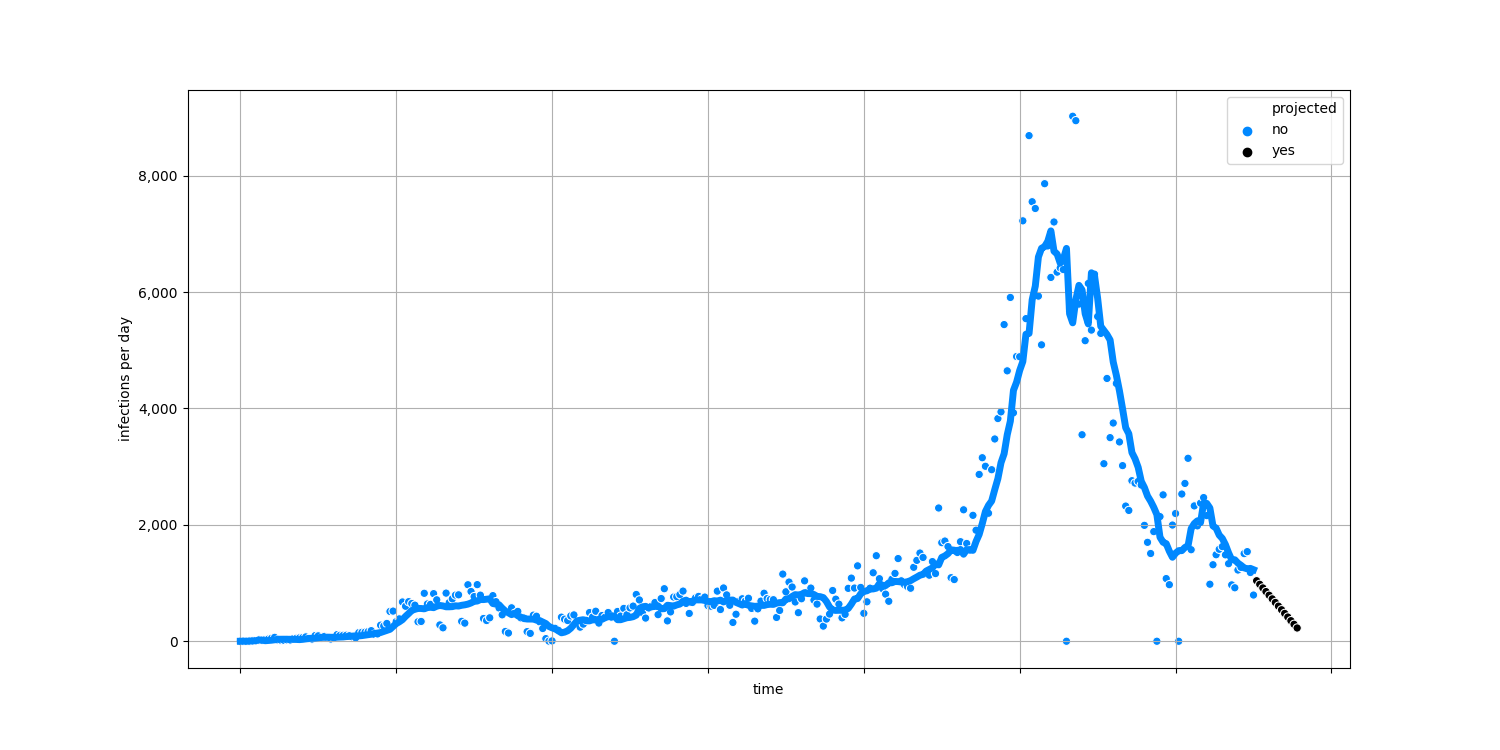 projected
no
yes
8,000
6,000
4,000
2,000
0
infections per day
time